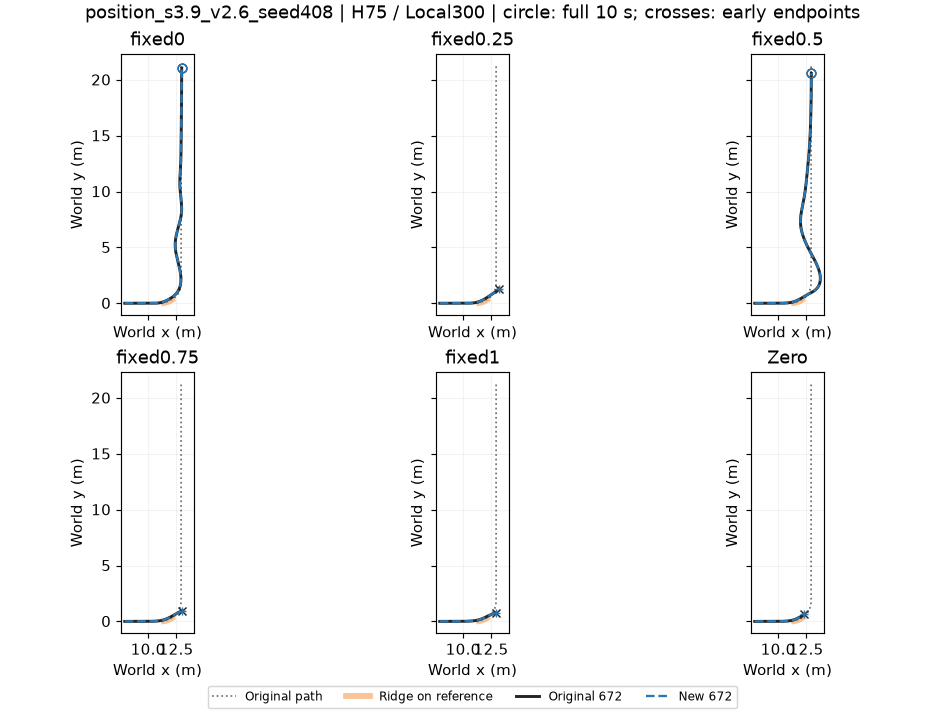 position_s3.9_v2.6_seed408 | H75 / Local300 | circle: full 10 s; crosses: early endpoints
fixed0
fixed0.25
fixed0.5
20
15
10
5
0
World y (m)
World y (m)
World y (m)
World x (m)
World x (m)
World x (m)
fixed0.75
fixed1
Zero
20
15
10
5
0
World y (m)
World y (m)
World y (m)
10.0 12.5
10.0 12.5
10.0 12.5
World x (m)
World x (m)
World x (m)
Original path
Ridge on reference
Original 672
New 672